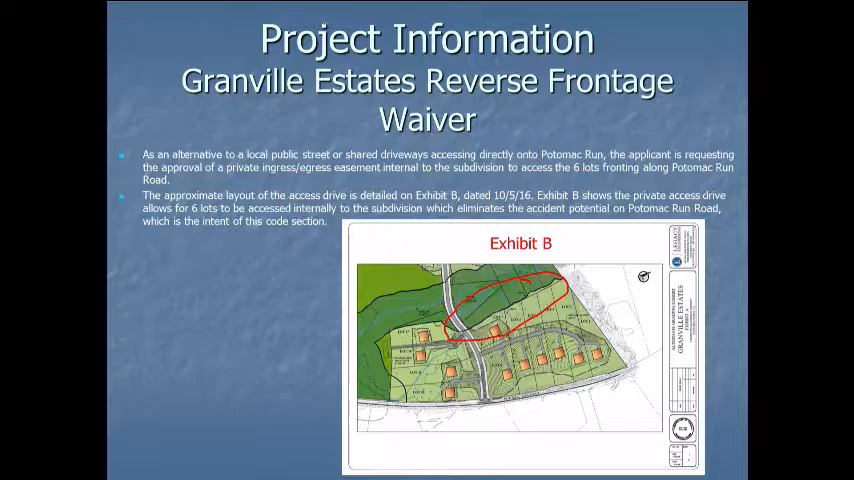 Project Information
Granville Estates Reverse Frontage
Waiver
As an alternative to a local public street or shared driveways accessing directly onto Potomac Run, the applicant is requesting
the approval of a private ingress/egress easement internal to the subdivision to access the 6 lots fronting along Potomac Run
Road.
The approximate layout of the access drive is detailed on Exhibit B, dated 10/5/16. Exhibit B shows the private access drive
allows for 6 lots to be accessed internally to the subdivision which eliminates the accident potential on Potomac Run Road,
which is the intent of this code section.
Exhibit B
LEGACY
GRANVILLE ESTATES